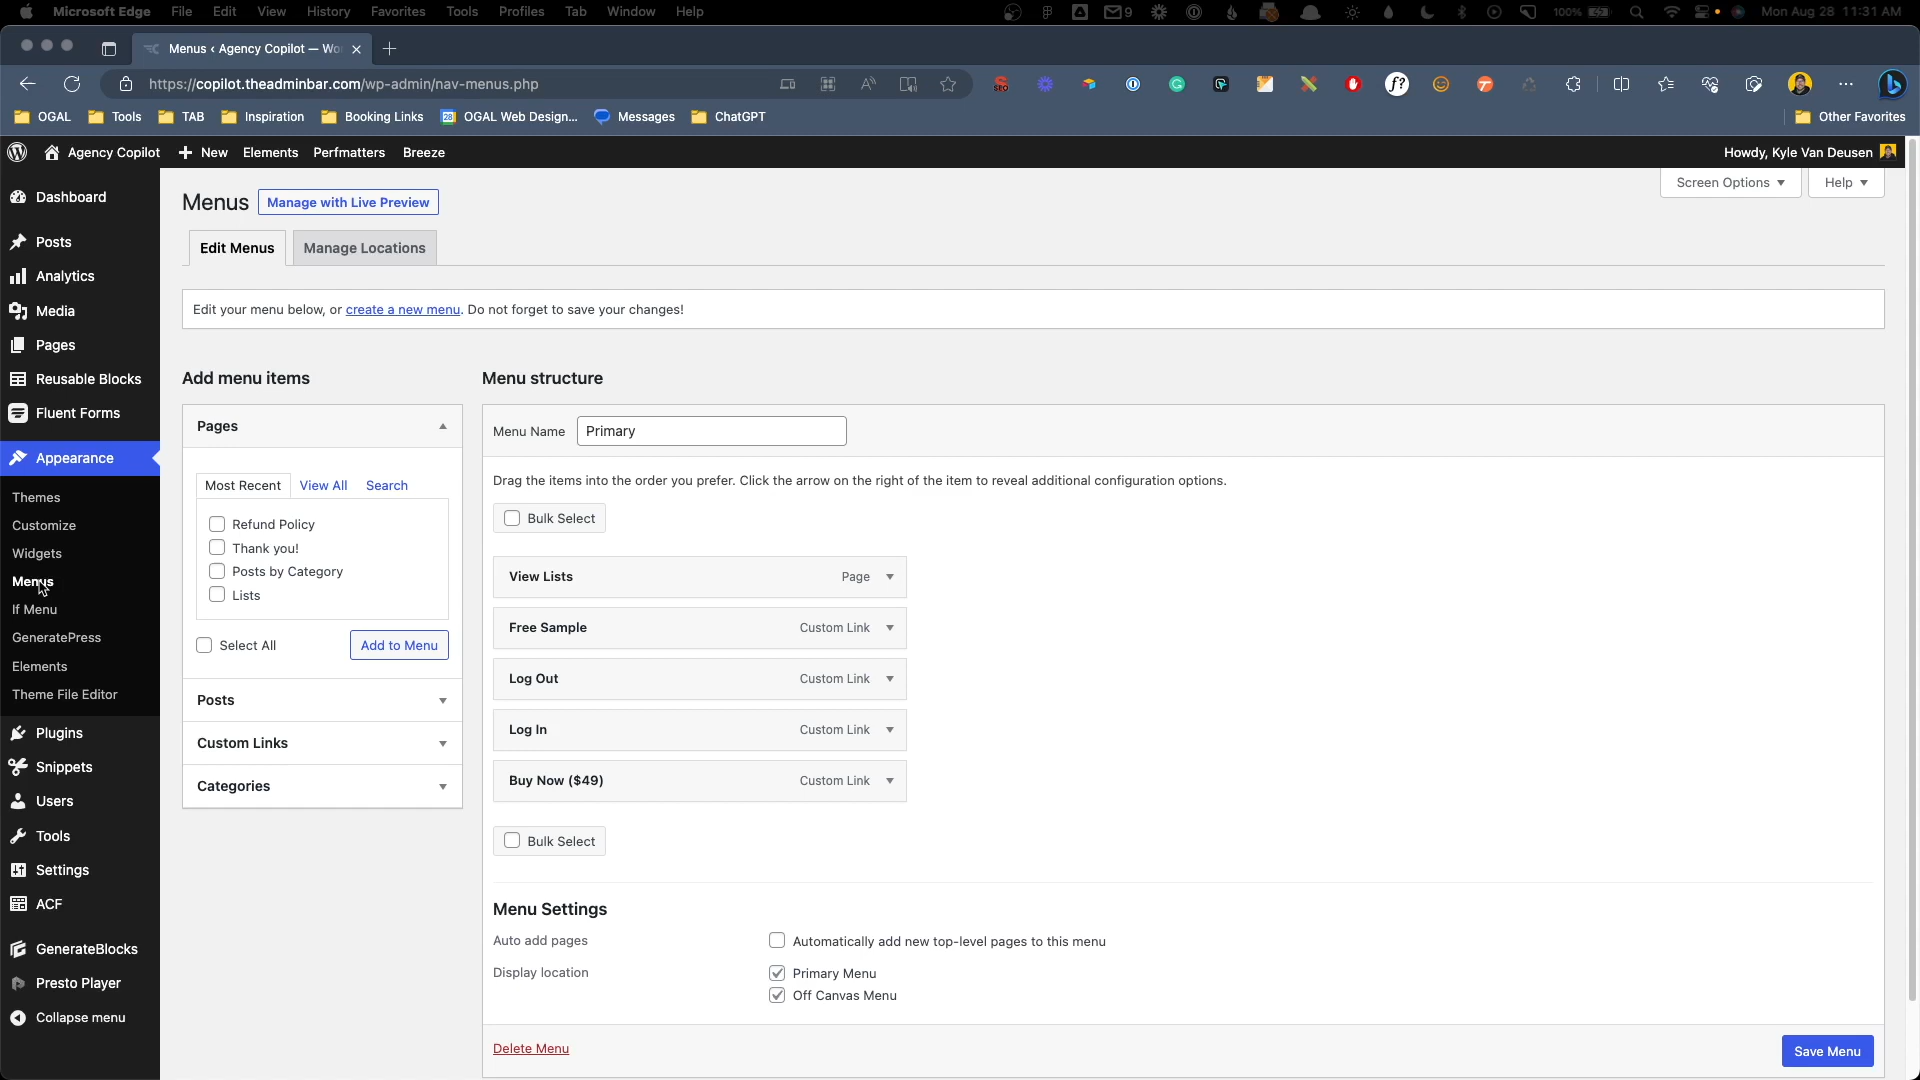 Microsoft Edge File Edit View History Favorites Tools Profiles Tab Window Help 9 100% Mon Aug 28 11:31 AM
Menus ‹ Agency Copilot — Wo
https://copilot.theadminbar.com/wp-admin/nav-menus.php
OGAL Tools TAB Inspiration Booking Links OGAL Web Design... Messages ChatGPT Other Favorites
Agency Copilot New Elements Perfmatters Breeze Howdy, Kyle Van Deusen
Dashboard
Posts
Analytics
Media
Pages
Reusable Blocks
Fluent Forms
Appearance
Themes
Customize
Widgets
Menus
If Menu
GeneratePress
Elements
Theme File Editor
Plugins
Snippets
Users
Tools
Settings
ACF
GenerateBlocks
Presto Player
Collapse menu
Screen Options Help
Menus Manage with Live Preview
Edit Menus Manage Locations
Edit your menu below, or create a new menu. Do not forget to save your changes!
Add menu items
Pages
Most Recent View All Search
Refund Policy
Thank you!
Posts by Category
Lists
Select All Add to Menu
Posts
Custom Links
Categories
Menu structure
Menu Name Primary
Drag the items into the order you prefer. Click the arrow on the right of the item to reveal additional configuration options.
Bulk Select
View Lists Page
Free Sample Custom Link
Log Out Custom Link
Log In Custom Link
Buy Now ($49) Custom Link
Bulk Select
Menu Settings
Auto add pages Automatically add new top-level pages to this menu
Display location Primary Menu
Off Canvas Menu
Delete Menu Save Menu